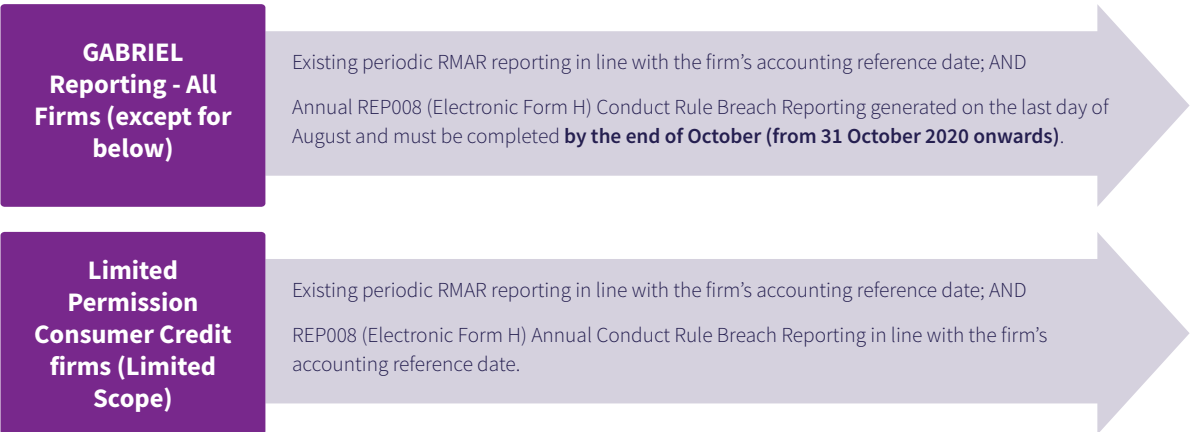 GABRIEL
Reporting - All
Firms (except for
below)
Existing periodic RMAR reporting in line with the firm's accounting reference date; AND
Annual REP008 (Electronic Form H) Conduct Rule Breach Reporting generated on the last day of
August and must be completed by the end of October (from 31 October 2020 onwards).
Limited
Permission
Consumer Credit
firms (Limited
Scope)
Existing periodic RMAR reporting in line with the firm's accounting reference date; AND
REP008 (Electronic Form H) Annual Conduct Rule Breach Reporting in line with the firm's
accounting reference date.